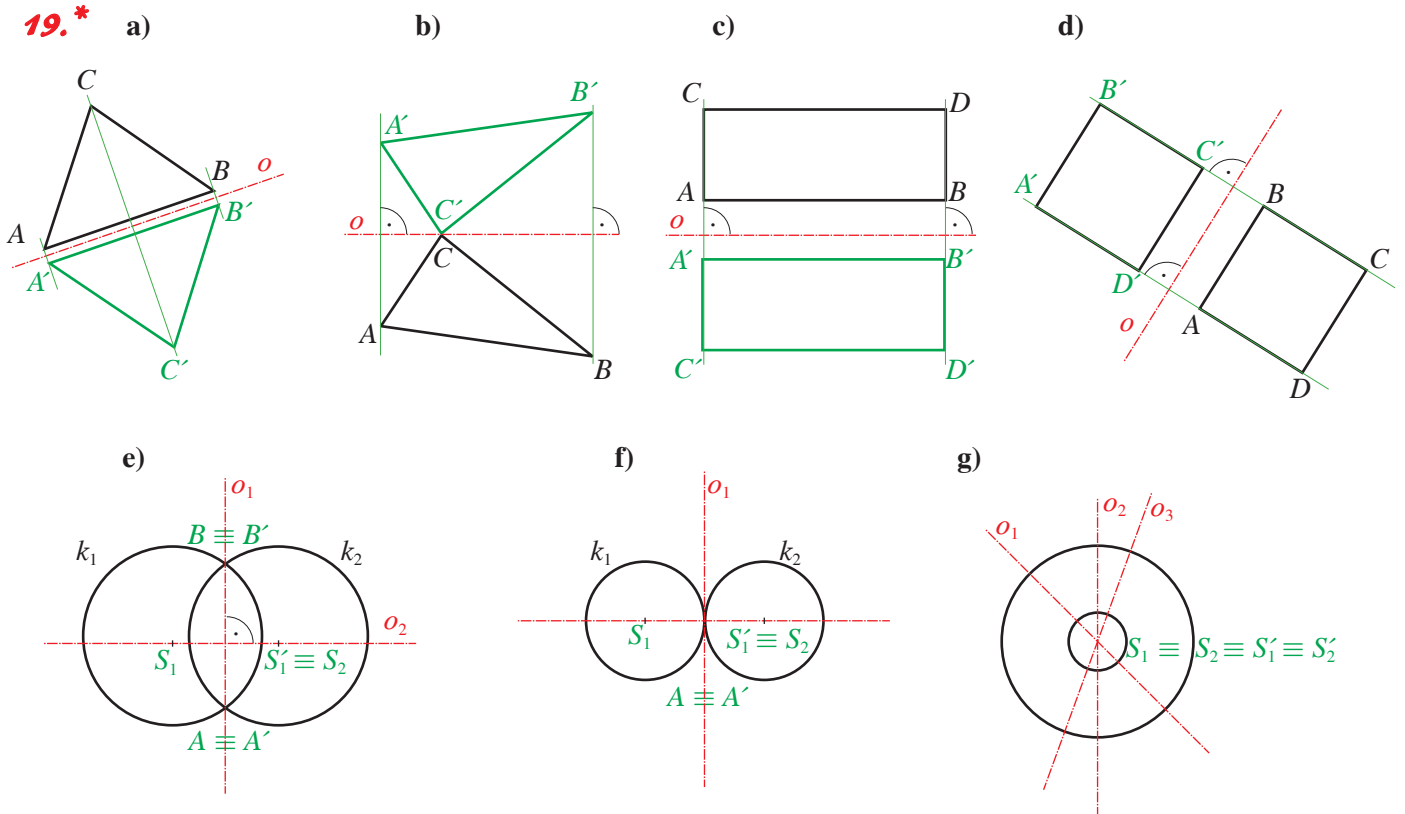 19.* a) b) c) d)
C
A
B
o
A´
B´
C´
A´
B´
o
C´
C
A
B
C
D
A
B
o
A´
B´
C´
D´
B´
C´
A´
B
C
D´
A
o
D
e) f) g)
o1
B ≡ B´
k1
k2
o2
S1
S´1 ≡ S2
A ≡ A´
o1
k1
k2
S1
S´1 ≡ S2
A ≡ A´
o1
o2
o3
S1 ≡ S2 ≡ S´1 ≡ S´2